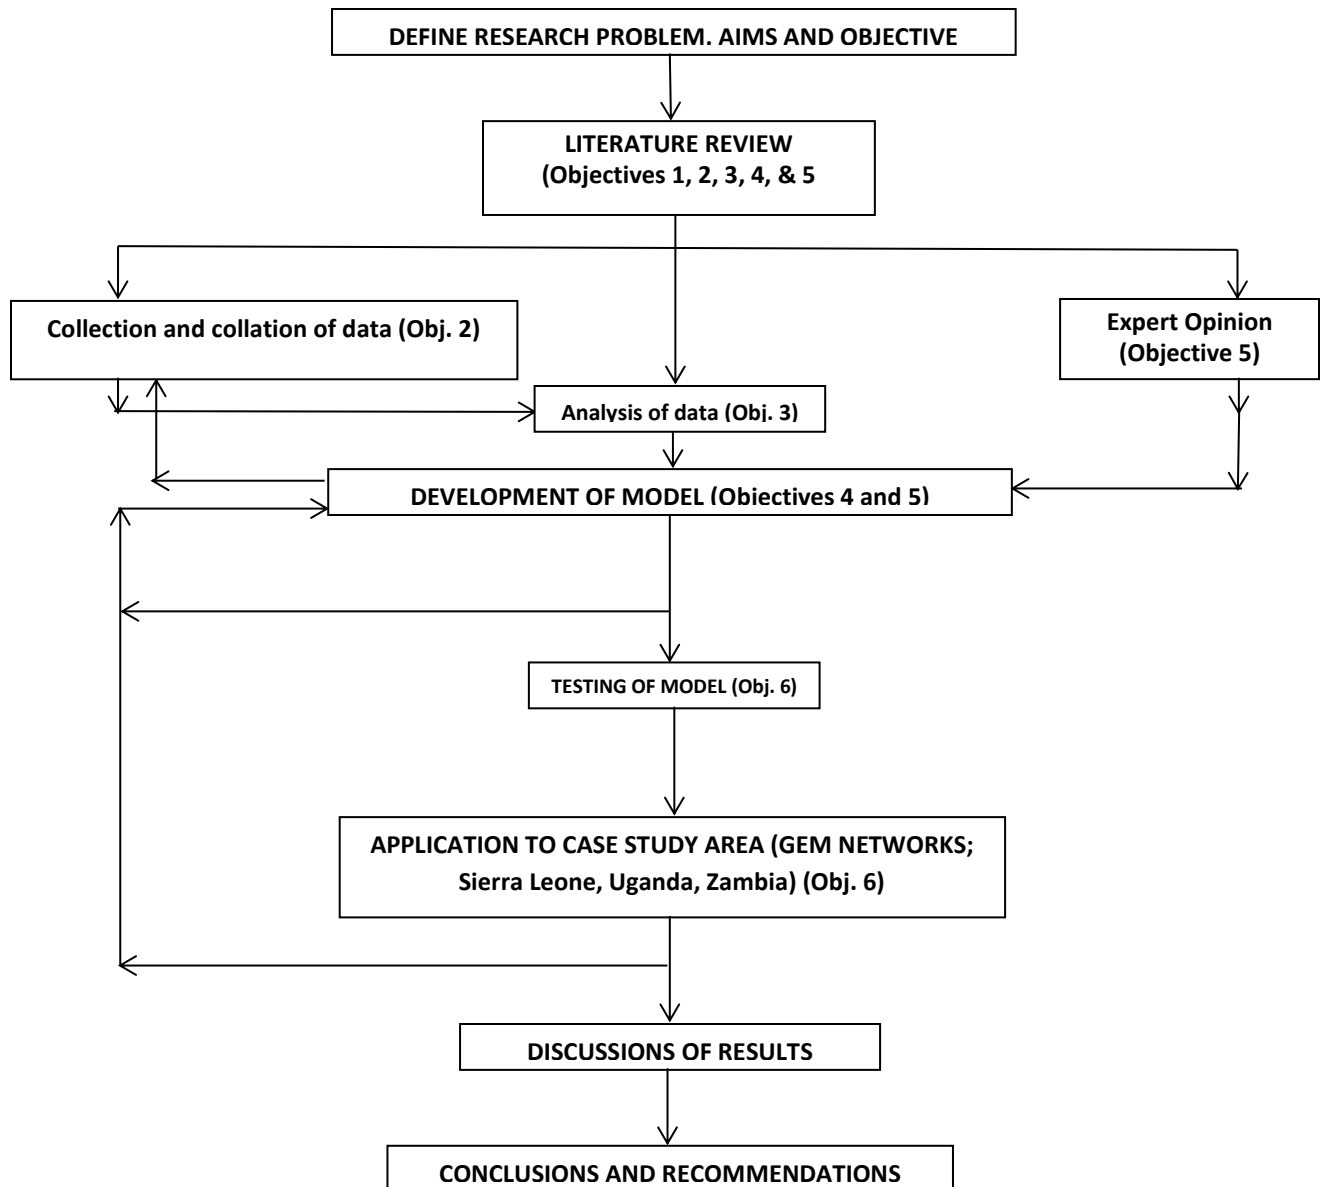 DEFINE RESEARCH PROBLEM. AIMS AND OBJECTIVE
LITERATURE REVIEW
(Objectives 1, 2, 3, 4, & 5
Collection and collation of data (Obj. 2)
Expert Opinion
(Objective 5)
Analysis of data (Obj. 3)
DEVELOPMENT OF MODEL (Objectives 4 and 5)
TESTING OF MODEL (Obj. 6)
APPLICATION TO CASE STUDY AREA (GEM NETWORKS;
Sierra Leone, Uganda, Zambia) (Obj. 6)
DISCUSSIONS OF RESULTS
CONCLUSIONS AND RECOMMENDATIONS